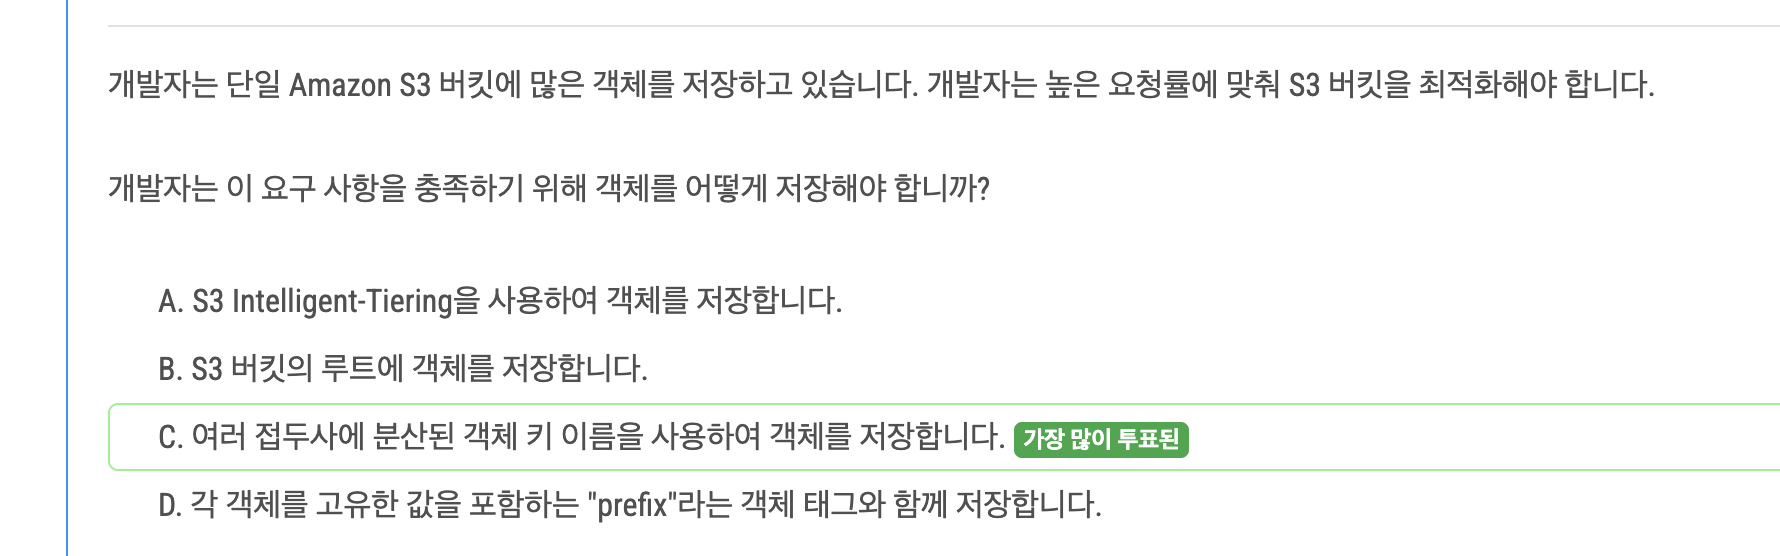 개발자는 단일 Amazon S3 버킷에 많은 객체를 저장하고 있습니다. 개발자는 높은 요청률에 맞춰 S3 버킷을 최적화해야 합니다.
개발자는 이 요구 사항을 충족하기 위해 객체를 어떻게 저장해야 합니까?
A. S3 Intelligent-Tiering을 사용하여 객체를 저장합니다.
B. S3 버킷의 루트에 객체를 저장합니다.
C. 여러 접두사에 분산된 객체 키 이름을 사용하여 객체를 저장합니다. 가장 많이 투표된
D. 각 객체를 고유한 값을 포함하는 "prefix"라는 객체 태그와 함께 저장합니다.